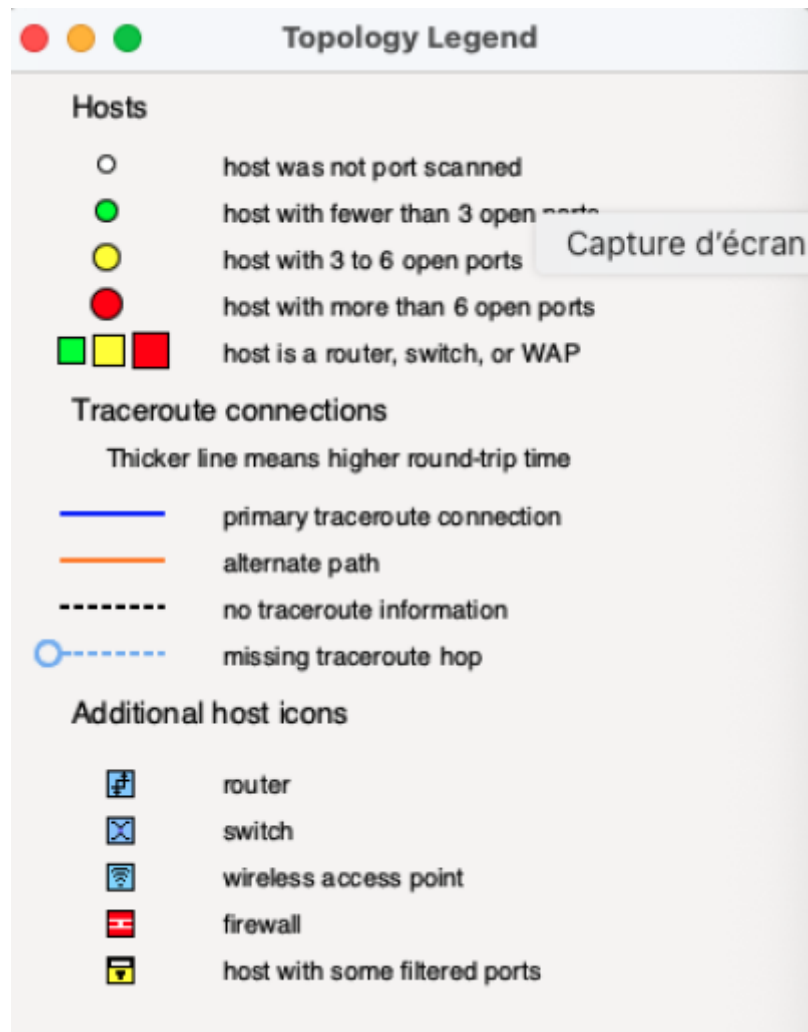 Topology Legend
Hosts
host was not port scanned
host with fewer than 3 open ports
Capture d'écran
host with 3 to 6 open ports
host with more than 6 open ports
host is a router, switch, or WAP
Traceroute connections
Thicker line means higher round-trip time
primary traceroute connection
alternate path
no traceroute information
missing traceroute hop
Additional host icons
router
switch
wireless access point
firewall
host with some filtered ports